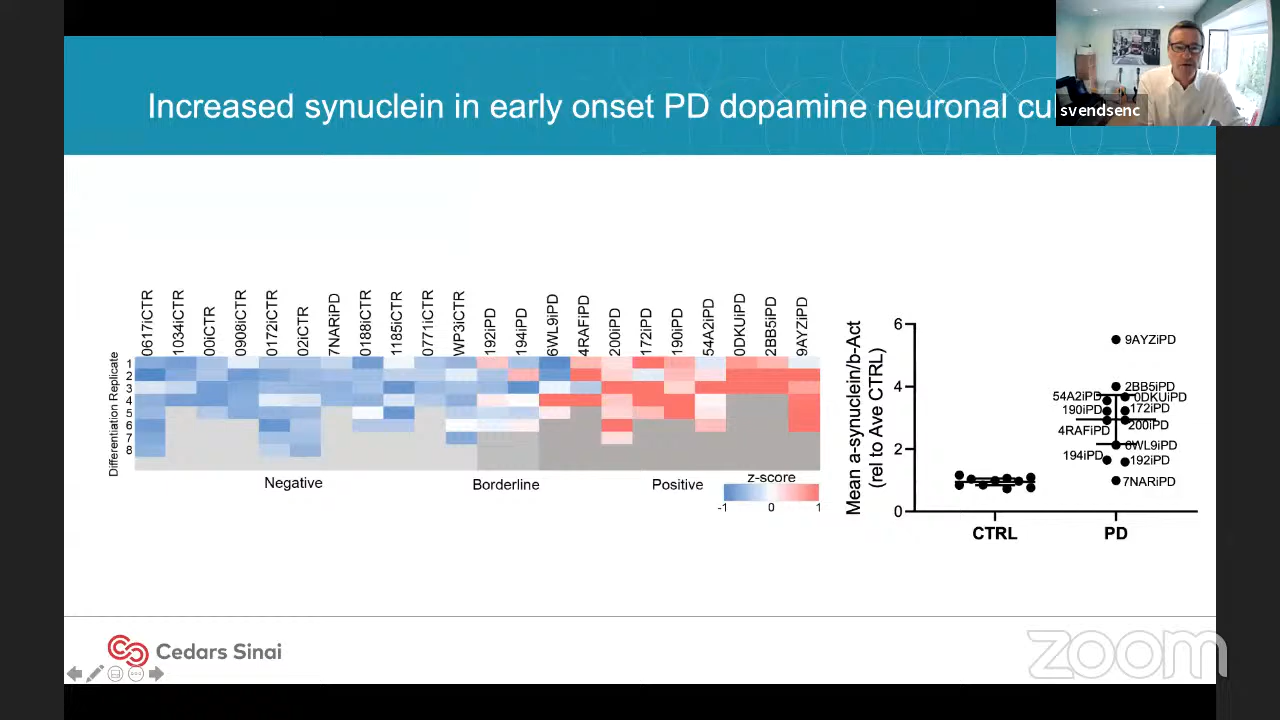 Increased synuclein in early onset PD dopamine neuronal cu
svendsenc
0617iCTR
1034iCTR
00iCTR
0908iCTR
0172iCTR
02iCTR
7NARiPD
0188iCTR
1185iCTR
0771iCTR
WP3iCTR
192iPD
194iPD
6WL9iPD
4RAFiPD
200iPD
172iPD
190iPD
54A2iPD
0DKUiPD
2BB5iPD
9AYZiPD
Differentiation Replicate
1
2
3
4
5
6
7
8
Negative
Borderline
Positive
z-score
-1 0 1
Mean a-synuclein/b-Act
(rel to Ave CTRL)
6
4
2
0
9AYZiPD
2BB5iPD
54A2iPD
0DKUiPD
190iPD
172iPD
4RAFiPD
200iPD
6WL9iPD
194iPD
192iPD
7NARiPD
CTRL PD
Cedars Sinai
zoom